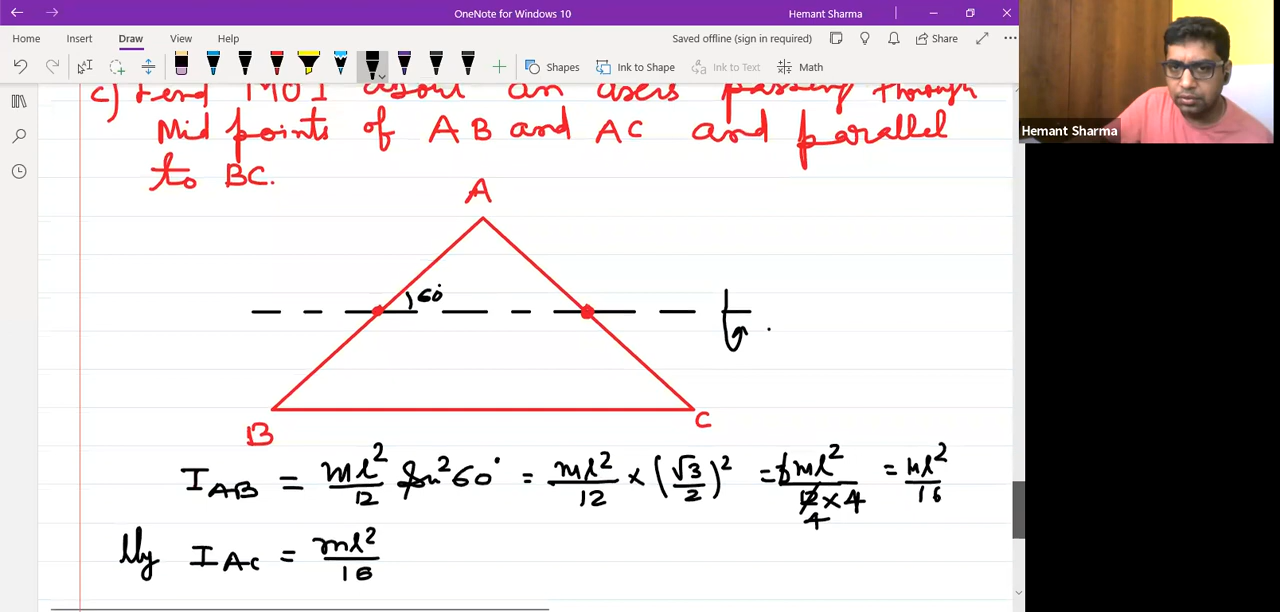 OneNote for Windows 10
Hemant Sharma
Home Insert Draw View Help
Saved offline (sign in required)
Share
Shapes
Ink to Shape
Ink to Text
Math
c) Find MOI about an axis passing through
Mid points of AB and AC and parallel
to BC.
A
60°
B
C
I_AB = ml²/12 sin²60° = ml²/12 × (√3/2)² = 3ml²/12×4 4 = ml²/16
llly I_AC = ml²/16
Hemant Sharma